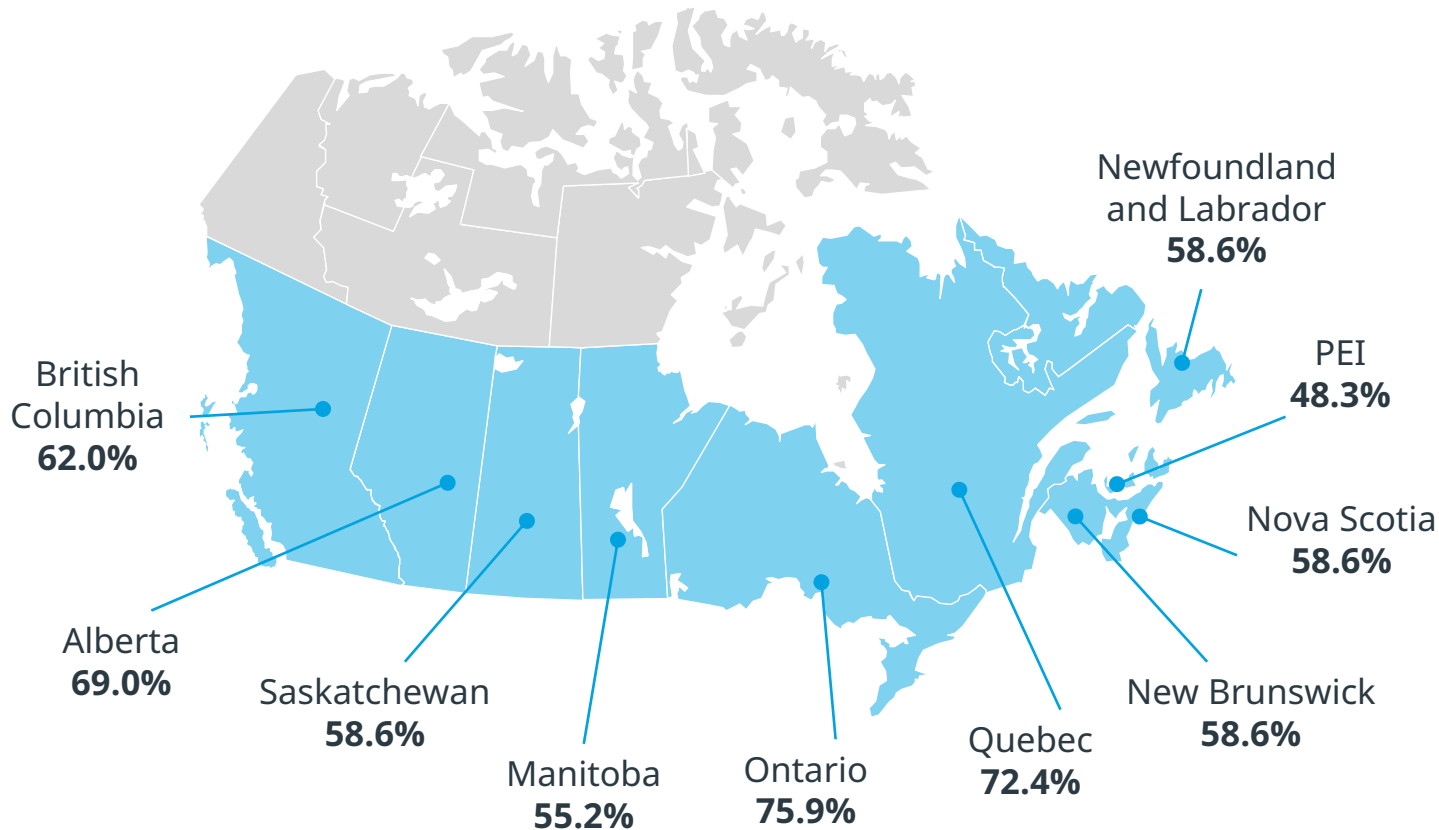 Newfoundland
and Labrador
58.6%
PEI
48.3%
British
Columbia
62.0%
Nova Scotia
58.6%
Alberta
69.0%
Saskatchewan
58.6%
New Brunswick
58.6%
Quebec
72.4%
Manitoba
55.2%
Ontario
75.9%